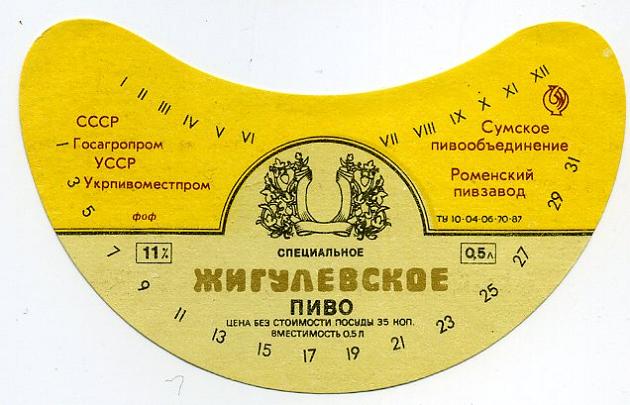 I II III IV V VI VII VIII IX X XI XII
СССР
Госагропром
УССР
Укрпивоместпром
фоф
Сумское
пивообъединение
Роменский
пивзавод
ТУ 10-04-06-70-87
11%
0,5л
СПЕЦИАЛЬНОЕ
ЖИГУЛЕВСКОЕ
ПИВО
ЦЕНА БЕЗ СТОИМОСТИ ПОСУДЫ 35 КОП.
ВМЕСТИМОСТЬ 0,5 Л
1 3 5 7 9 11 13 15 17 19 21 23 25 27 29 31